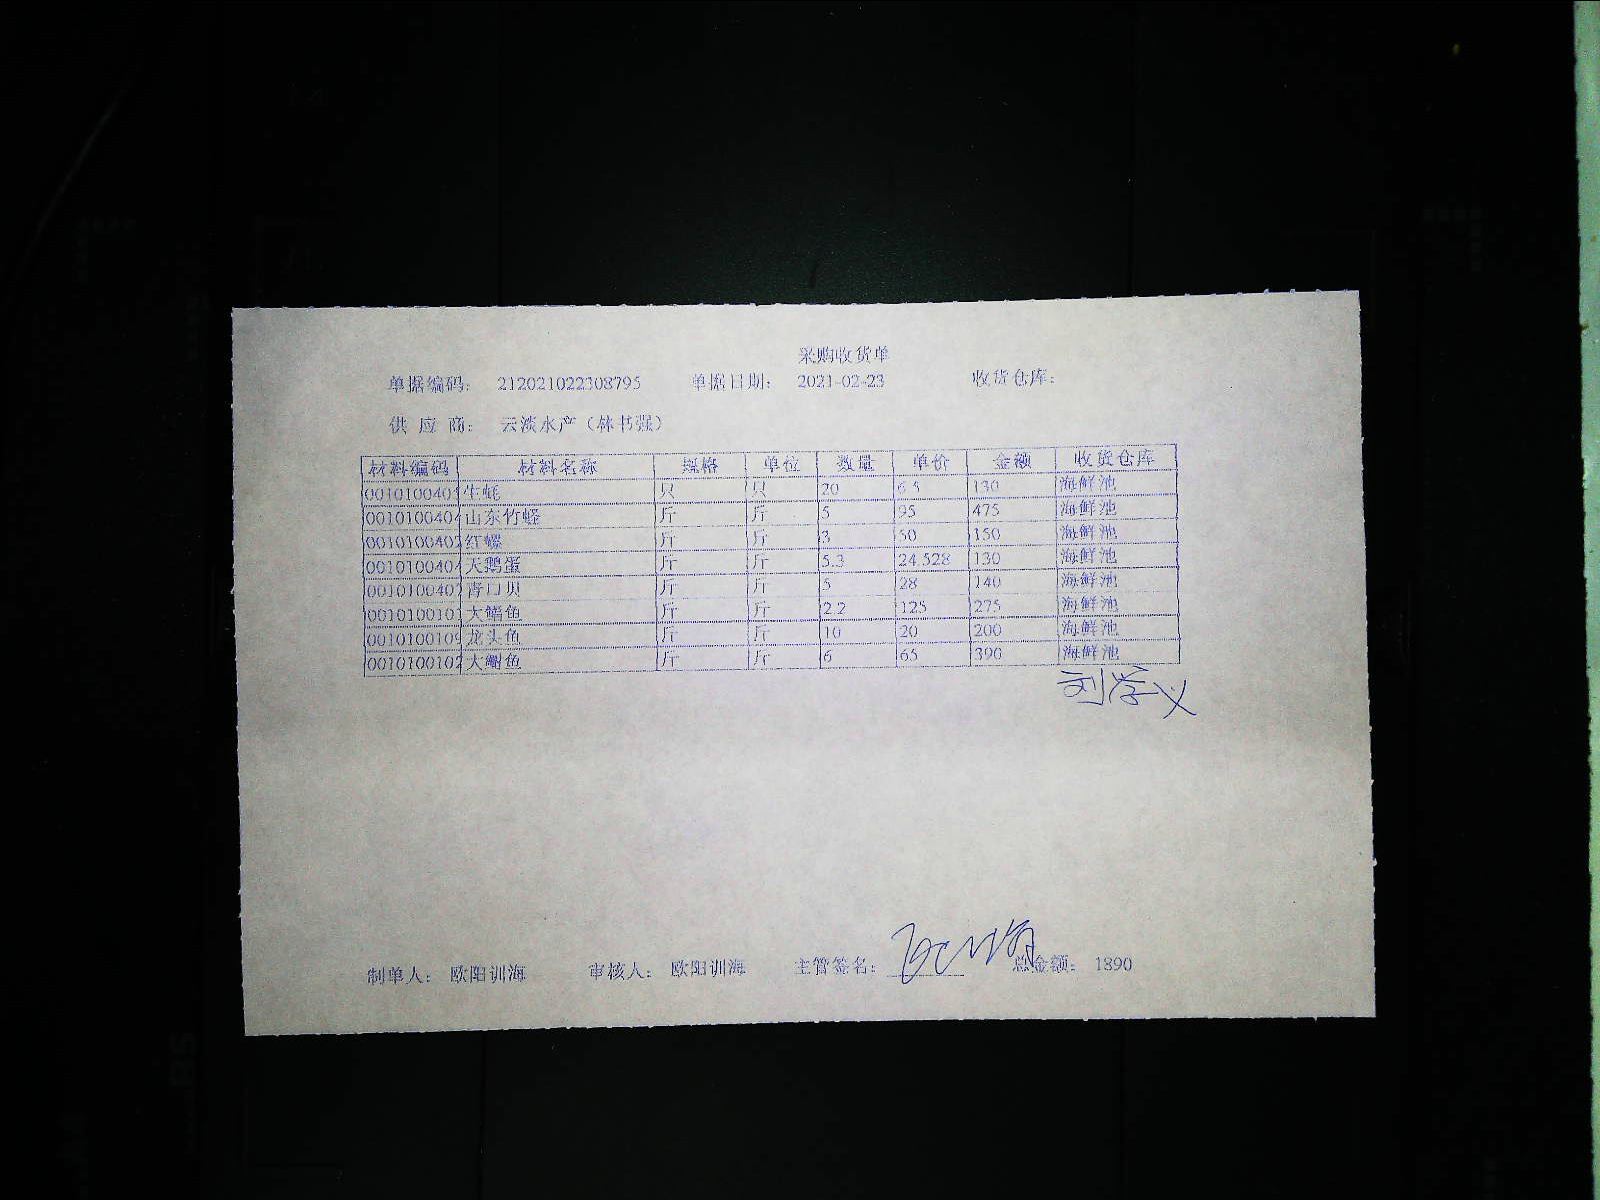 采购收货单
单据编码： 212021022308795 单据日期： 2021-02-23 收货仓库：
供 应 商： 云淡水产（林书强）
材料编码 材料名称 规格 单位 数量 单价 金额 收货仓库
001010040 生蚝 只 只 20 6.5 130 海鲜池
001010040 山东竹蛏 斤 斤 5 95 475 海鲜池
001010040 红螺 斤 斤 3 50 150 海鲜池
001010040 天鹅蛋 斤 斤 5.3 24.528 130 海鲜池
001010040 青口贝 斤 斤 5 28 140 海鲜池
001010010 斤 斤 2.2 125 275 海鲜池
001010010 龙头鱼 斤 斤 10 20 200 海鲜池
001010010 斤 斤 6 65 390 海鲜池
刘学义
制单人： 欧阳训海 审核人： 欧阳训海 主管签名： 总金额： 1890